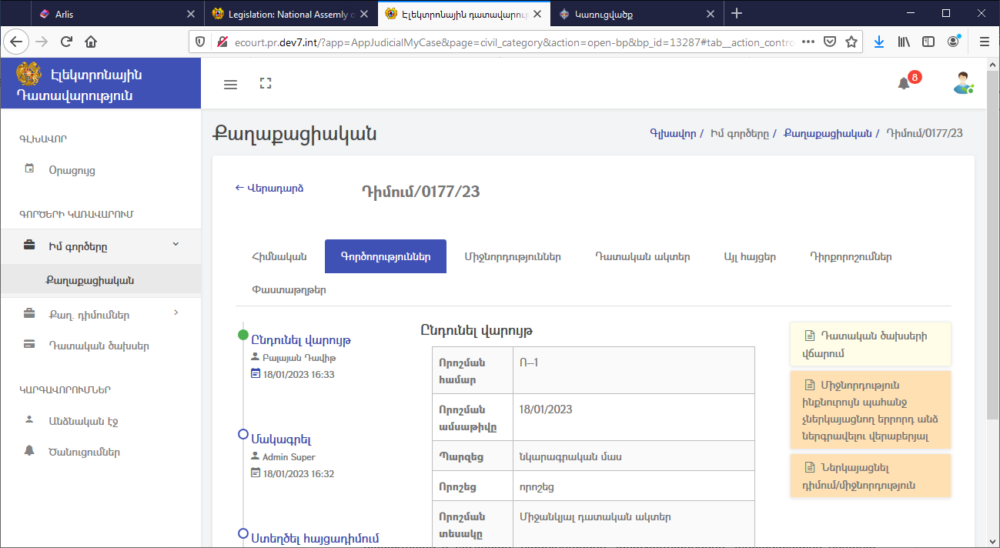 Arlis
Legislation: National Assemly o
Էլեկտրոնային դատավարու
Կառուցվածք
ecourt.pr.dev7.int/?app=AppJudicialMyCase&page=civil_category&action=open-bp&bp_id=13287#tab__action_contro
Էլեկտրոնային
Դատավարություն
8
ԳԼԽԱՎՈՐ
Օրացույց
ԳՈՐԾԵՐԻ ԿԱՌԱՎԱՐՈՒՄ
Իմ գործերը
Քաղաքացիական
Քաղ. դիմումներ
Դատական ծախսեր
ԿԱՐԳԱՎՈՐՈՒՄՆԵՐ
Անձնական էջ
Ծանուցումներ
Քաղաքացիական
Գլխավոր / Իմ գործերը / Քաղաքացիական / Դիմում/0177/23
← Վերադարձ
Դիմում/0177/23
Հիմնական
Գործողություններ
Միջնորդություններ
Դատական ակտեր
Այլ հայցեր
Դիրքորոշումներ
Փաստաթղթեր
Ընդունել վարույթ
Բալայան Դավիթ
18/01/2023 16:33
Մակագրել
Admin Super
18/01/2023 16:32
Ստեղծել հայցադիմում
Ընդունել վարույթ
Որոշման
համար
Ո--1
Որոշման
ամսաթիվը
18/01/2023
Պարզեց
նկարագրական մաս
Որոշեց
որոշեց
Որոշման
տեսակը
Միջանկյալ դատական ակտեր
Դատական ծախսերի
վճարում
Միջնորդություն
ինքնուրույն պահանջ
չներկայացնող երրորդ անձ
ներգրավելու վերաբերյալ
Ներկայացնել
դիմում/միջնորդություն